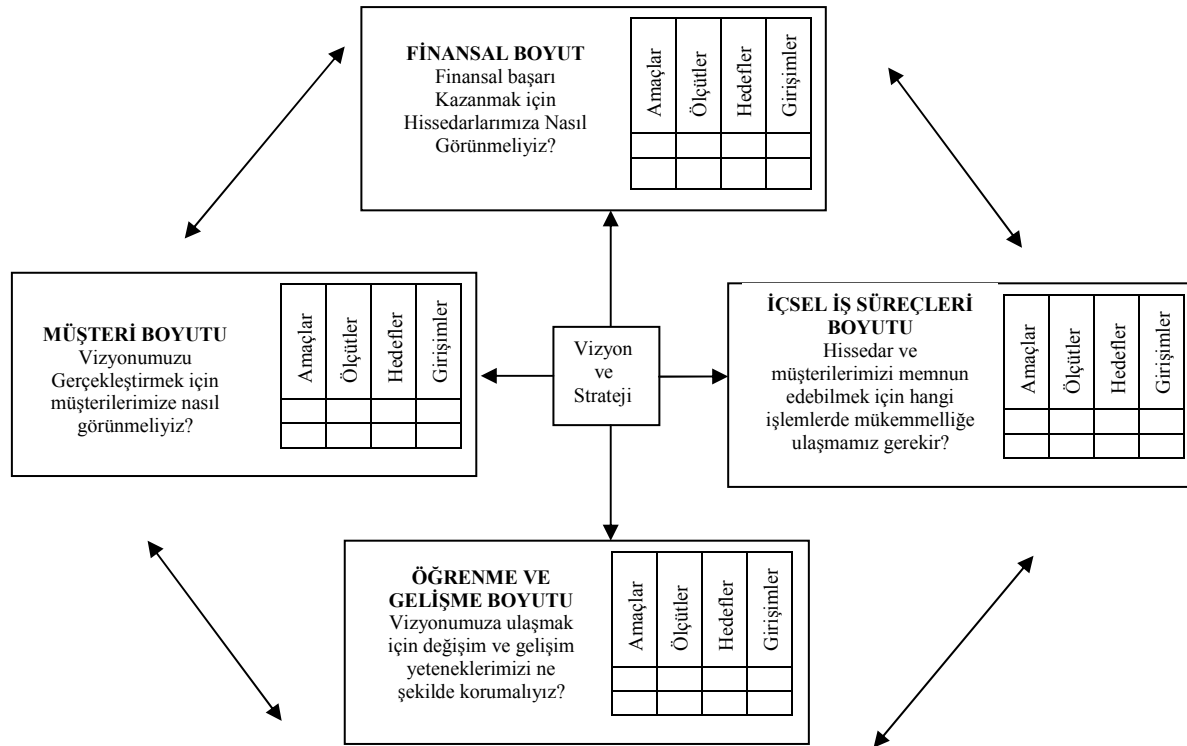 FİNANSAL BOYUT
Finansal başarı
Kazanmak için
Hissedarlarımıza Nasıl
Görünmeliyiz?
Amaçlar
Ölçütler
Hedefler
Girişimler
MÜŞTERİ BOYUTU
Vizyonumuzu
Gerçekleştirmek için
müşterilerimize nasıl
görünmeliyiz?
Amaçlar
Ölçütler
Hedefler
Girişimler
Vizyon
ve
Strateji
İÇSEL İŞ SÜREÇLERİ
BOYUTU
Hissedar ve
müşterilerimizi memnun
edebilmek için hangi
işlemlerde mükemmelliğe
ulaşmamız gerekir?
Amaçlar
Ölçütler
Hedefler
Girişimler
ÖĞRENME VE
GELİŞME BOYUTU
Vizyonumuza ulaşmak
için değişim ve gelişim
yeteneklerimizi ne
şekilde korumalıyız?
Amaçlar
Ölçütler
Hedefler
Girişimler